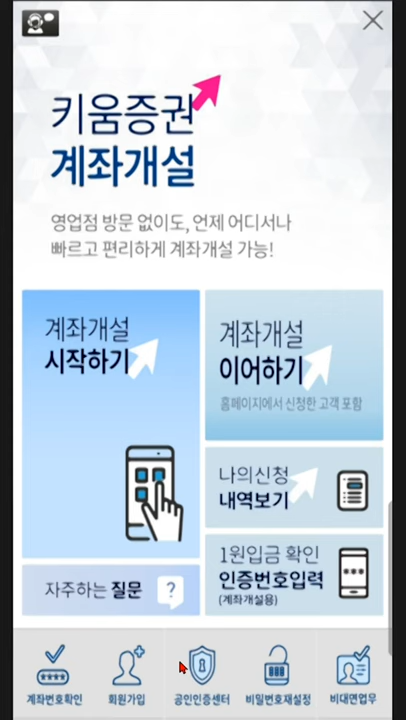 키움증권
계좌개설
영업점 방문 없이도, 언제 어디서나
빠르고 편리하게 계좌개설 가능!
계좌개설
시작하기
계좌개설
이어하기
홈페이지에서 신청한 고객 포함
나의신청
내역보기
1원입금 확인
인증번호입력
(계좌개설용)
자주하는 질문
?
계좌번호확인
회원가입
공인인증센터
비밀번호재설정
비대면업무